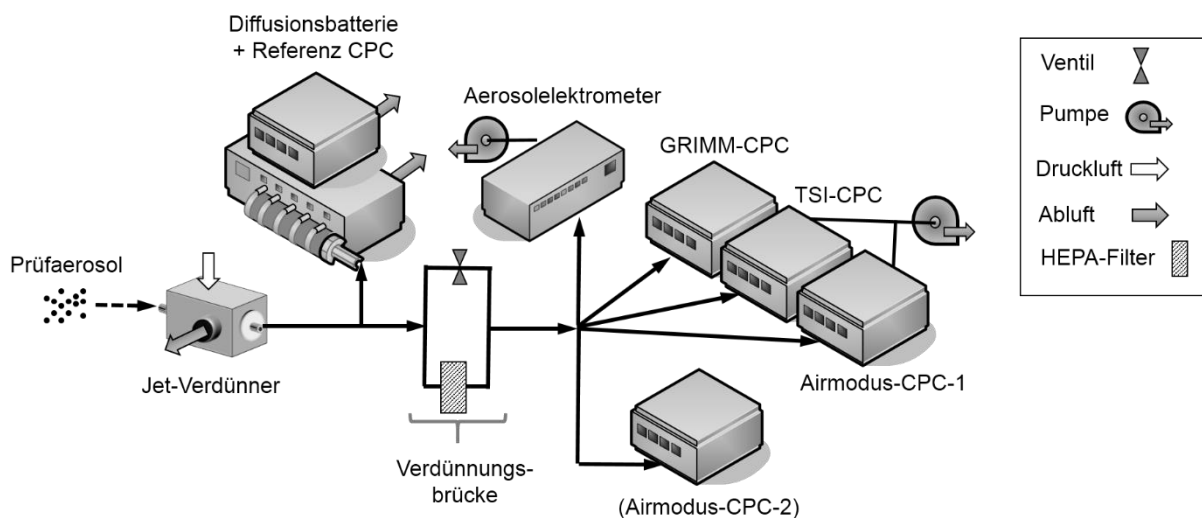 Diffusionsbatterie
+ Referenz CPC
Aerosolelektrometer
GRIMM-CPC
TSI-CPC
Prüfaerosol
Jet-Verdünner
Airmodus-CPC-1
Verdünnungs-
brücke
(Airmodus-CPC-2)
Ventil
Pumpe
Druckluft
Abluft
HEPA-Filter